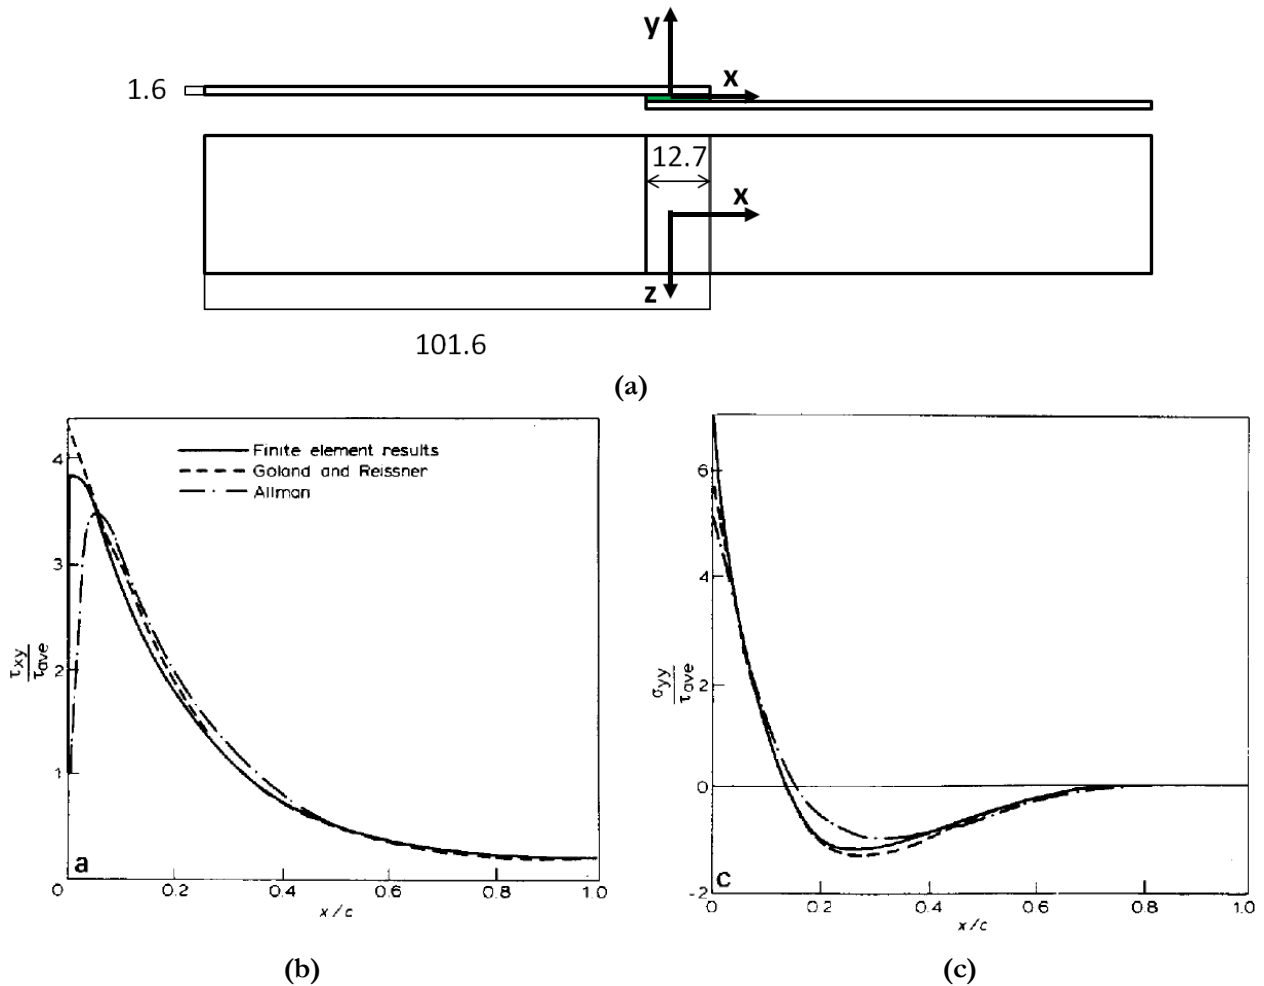 y
x
1.6
12.7
x
z
101.6
(a)
Finite element results
Goland and Reissner
Allman
4
3
2
1
τxy
τave
a
0
0.2
0.4
0.6
0.8
1.0
x/c
(b)
6
4
2
0
-2
σyy
τave
c
0
0.2
0.4
0.6
0.8
1.0
x/c
(c)